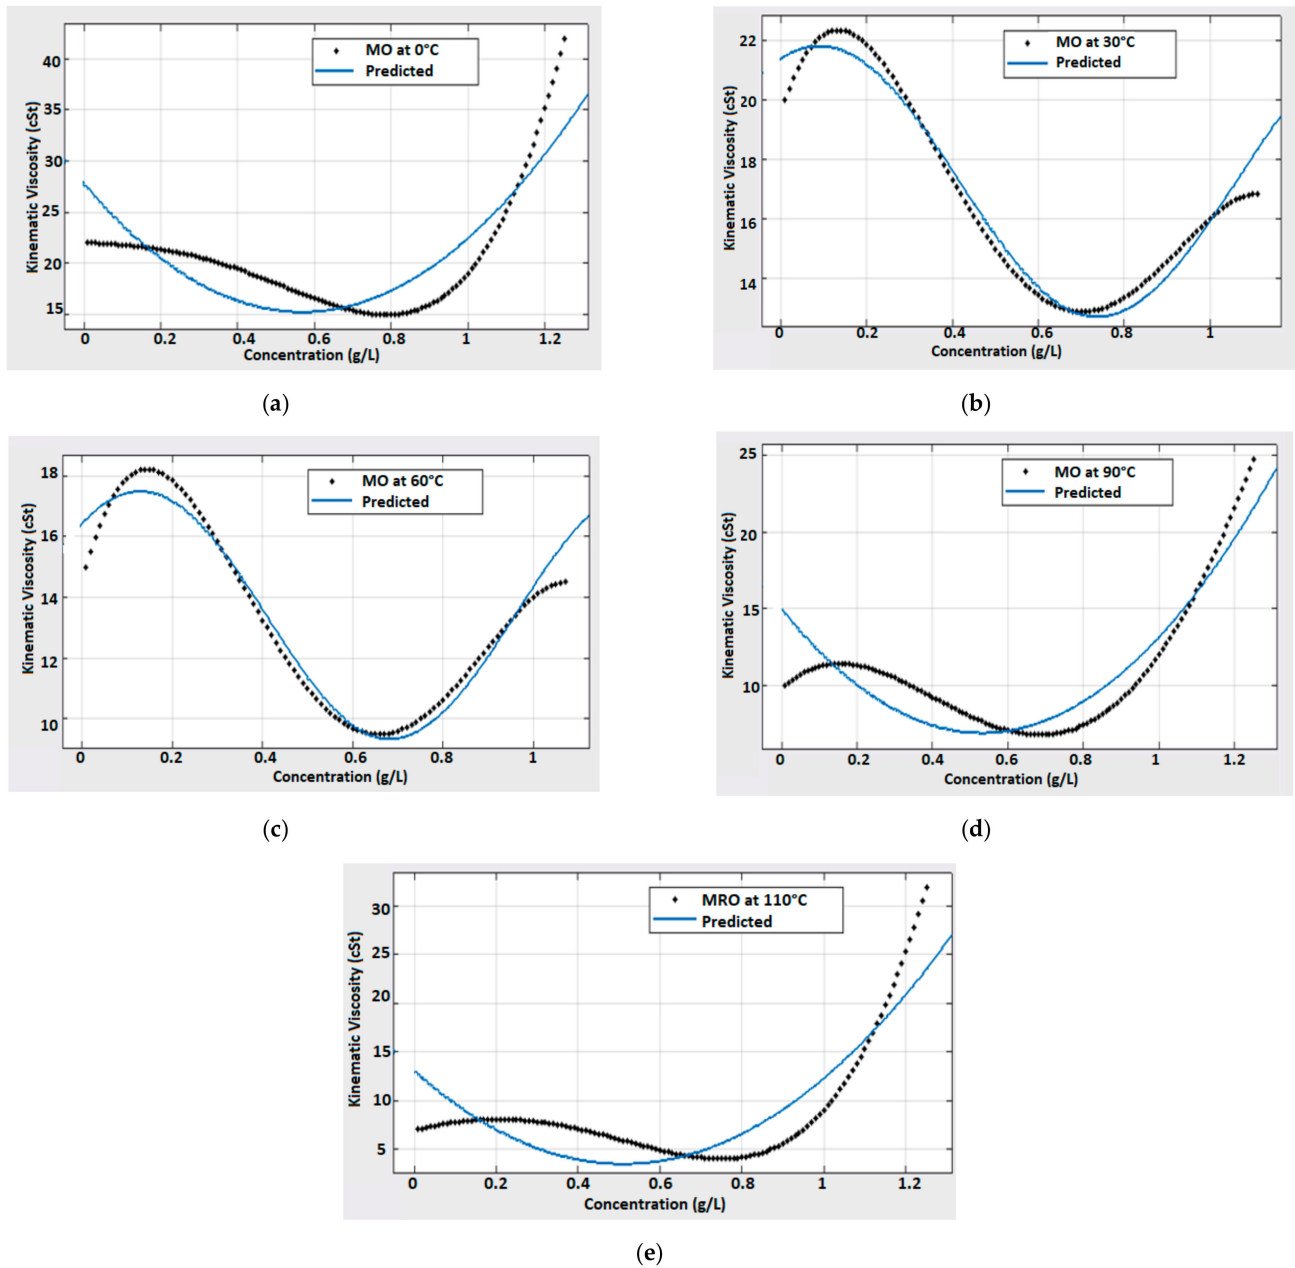 MO at 0°C
Predicted
Kinematic Viscosity (cSt)
40
35
30
25
20
15
0 0.2 0.4 0.6 0.8 1 1.2
Concentration (g/L)
(a)
MO at 30°C
Predicted
Kinematic Viscosity (cSt)
22
20
18
16
14
0 0.2 0.4 0.6 0.8 1
Concentration (g/L)
(b)
MO at 60°C
Predicted
Kinematic Viscosity (cSt)
18
16
14
12
10
0 0.2 0.4 0.6 0.8 1
Concentration (g/L)
(c)
MO at 90°C
Predicted
Kinematic Viscosity (cSt)
25
20
15
10
0 0.2 0.4 0.6 0.8 1 1.2
Concentration (g/L)
(d)
MRO at 110°C
Predicted
Kinematic Viscosity (cSt)
30
25
20
15
10
5
0 0.2 0.4 0.6 0.8 1 1.2
Concentration (g/L)
(e)